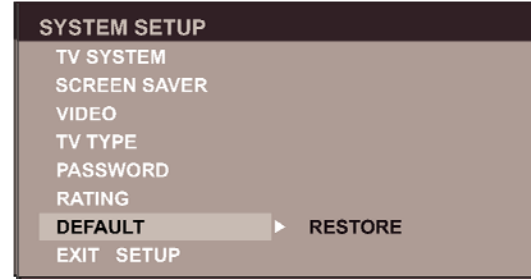 SYSTEM SETUP
TV SYSTEM
SCREEN SAVER
VIDEO
TV TYPE
PASSWORD
RATING
DEFAULT RESTORE
EXIT SETUP